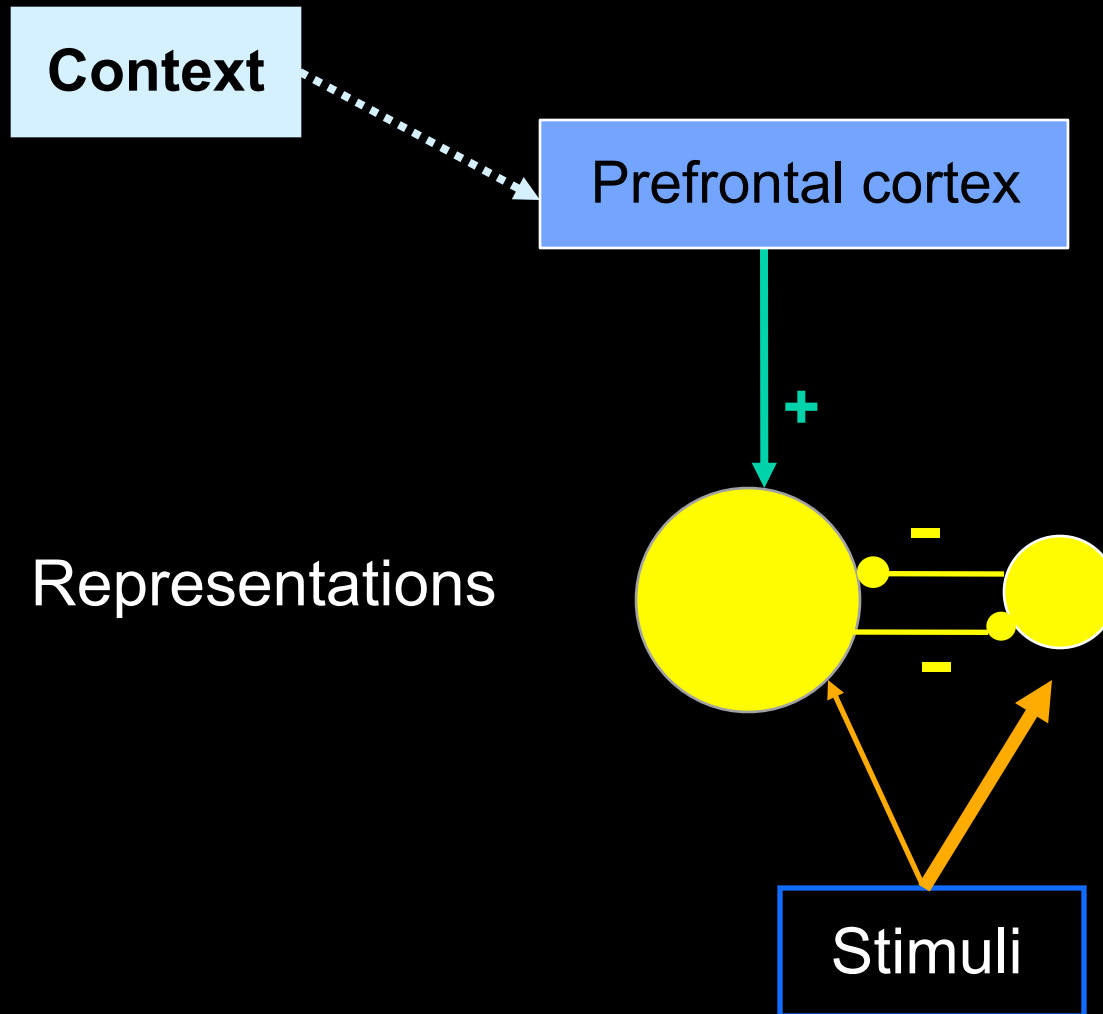 Context
Prefrontal cortex
+
-
Representations
-
Stimuli